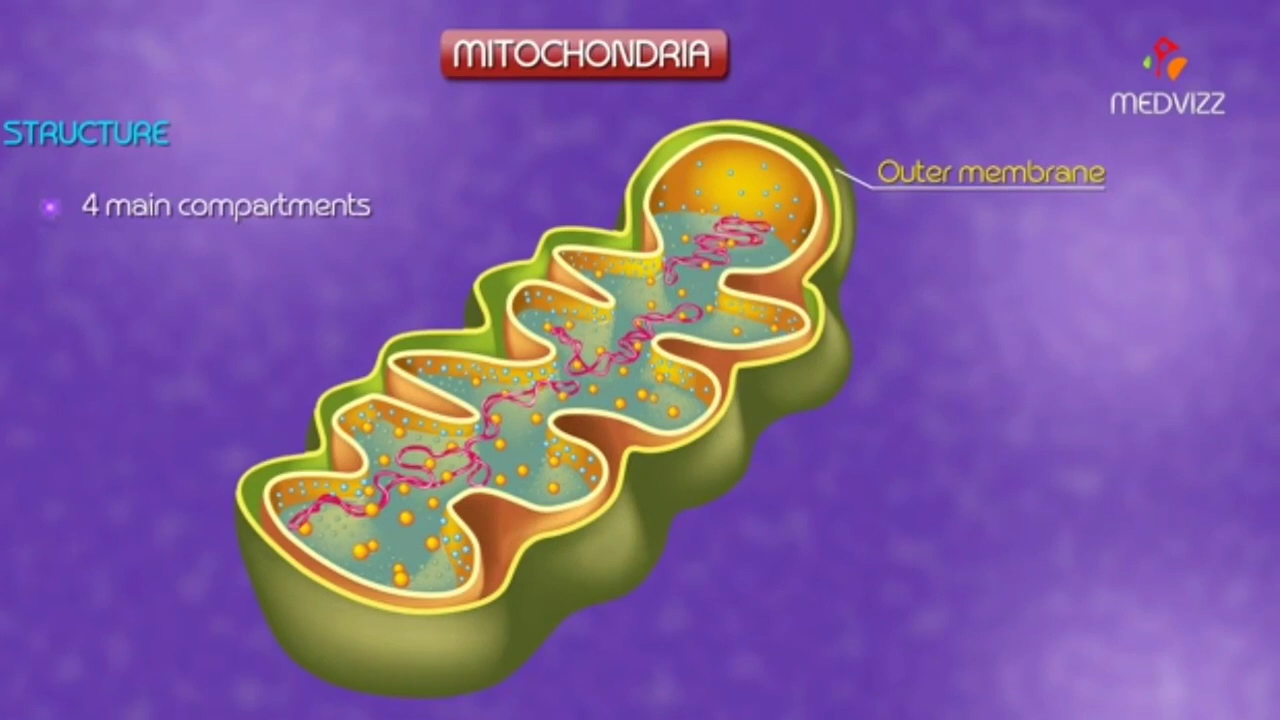 MITOCHONDRIA
MEDVIZZ
STRUCTURE
Outer membrane
4 main compartments